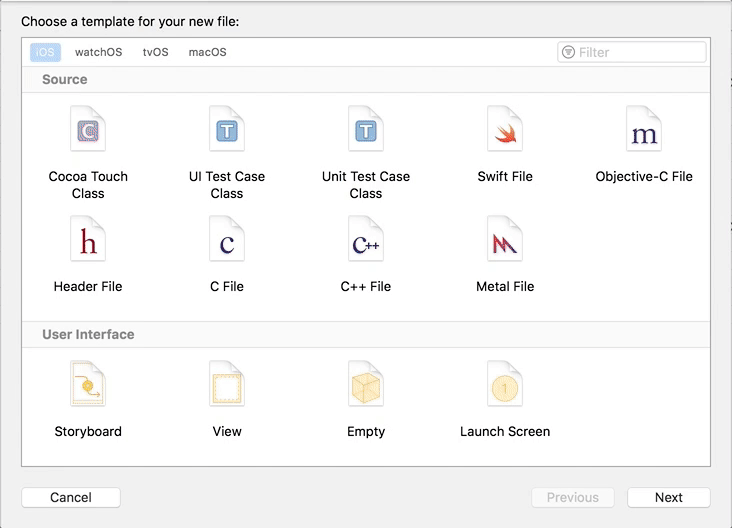 Choose a template for your new file:
iOS watchOS tvOS macOS Filter
Source
C T T m
Cocoa Touch Class
UI Test Case Class
Unit Test Case Class
Swift File
Objective-C File
h c C++
Header File
C File
C++ File
Metal File
User Interface
1
Storyboard
View
Empty
Launch Screen
Cancel Previous Next